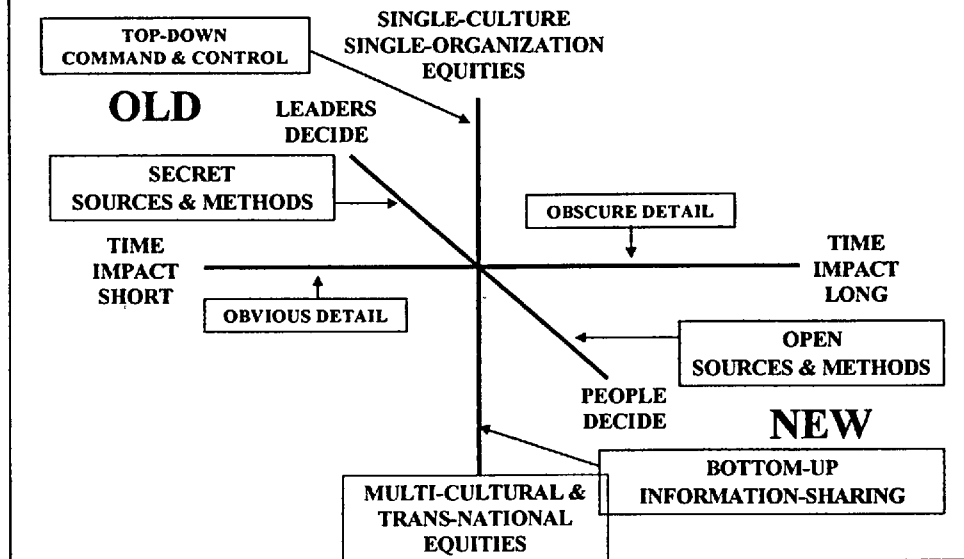 TOP-DOWN
COMMAND & CONTROL
SINGLE-CULTURE
SINGLE-ORGANIZATION
EQUITIES
OLD
LEADERS
DECIDE
SECRET
SOURCES & METHODS
OBSCURE DETAIL
TIME
IMPACT
SHORT
TIME
IMPACT
LONG
OBVIOUS DETAIL
OPEN
SOURCES & METHODS
PEOPLE
DECIDE
NEW
BOTTOM-UP
INFORMATION-SHARING
MULTI-CULTURAL &
TRANS-NATIONAL
EQUITIES